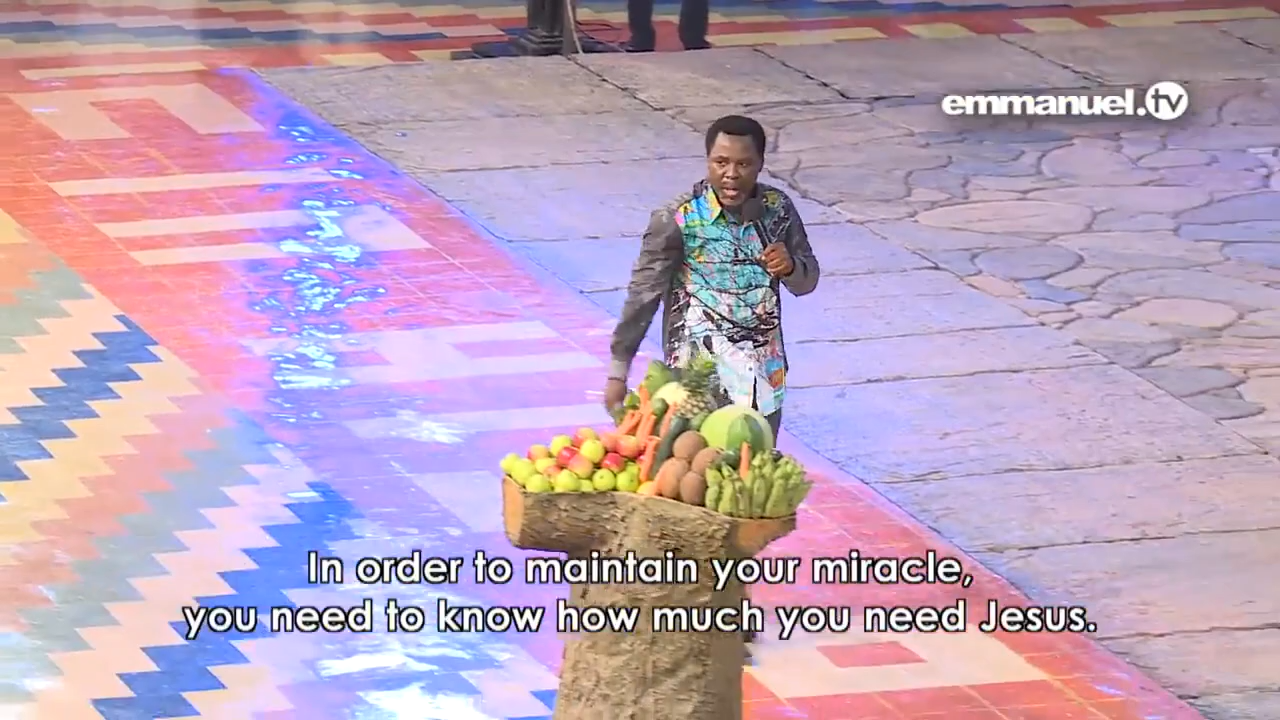 emmanuel.tv
In order to maintain your miracle,
you need to know how much you need Jesus.